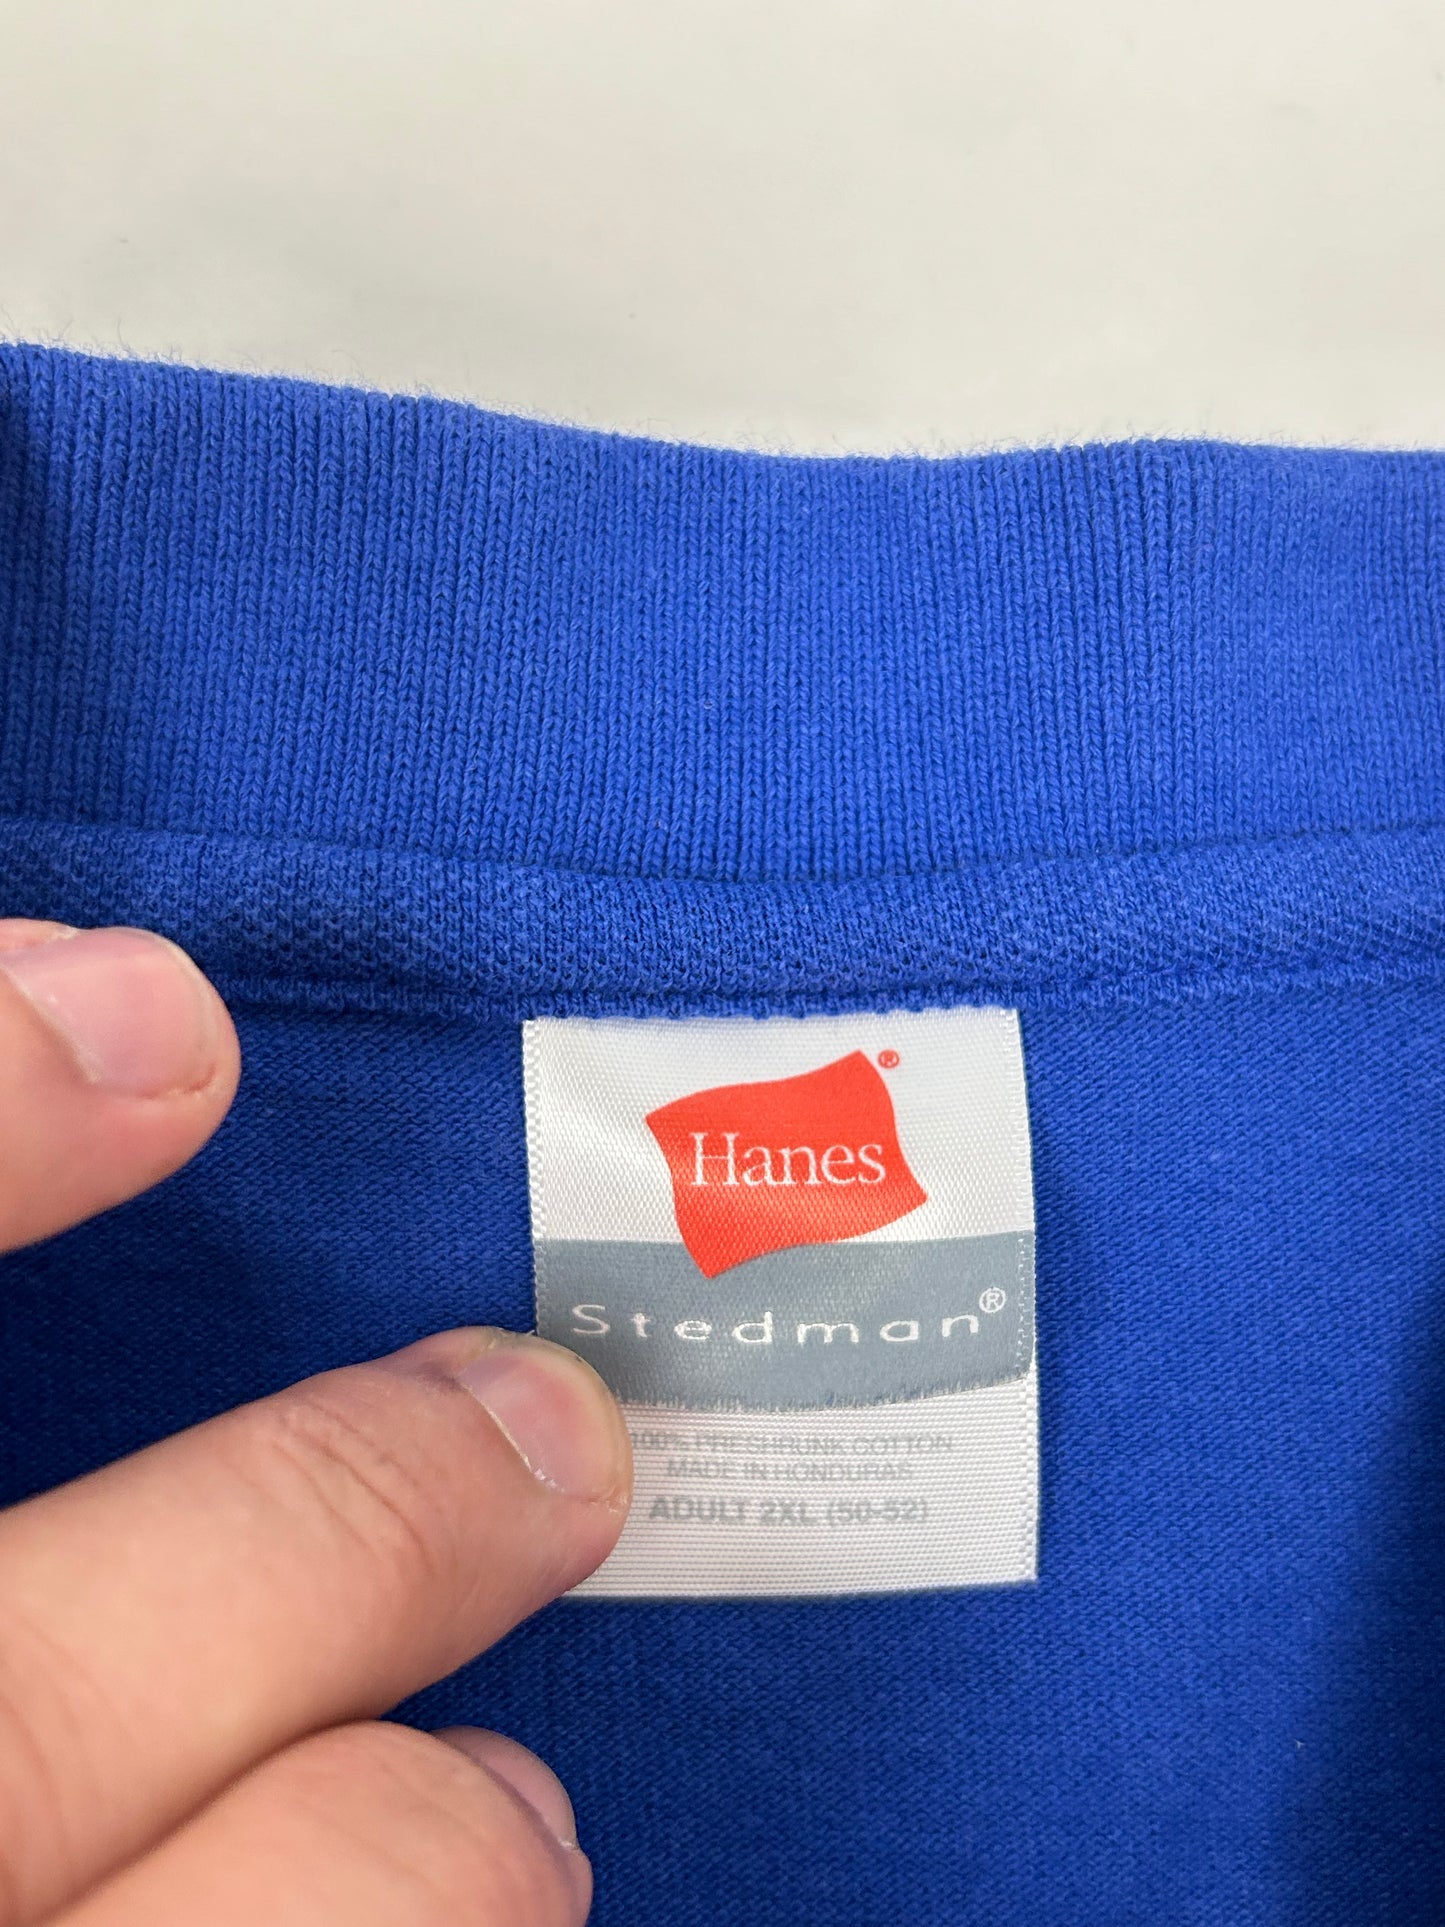 Hanes®
Stedman®
100% PRESHRUNK COTTON
MADE IN HONDURAS
ADULT 2XL (50-52)